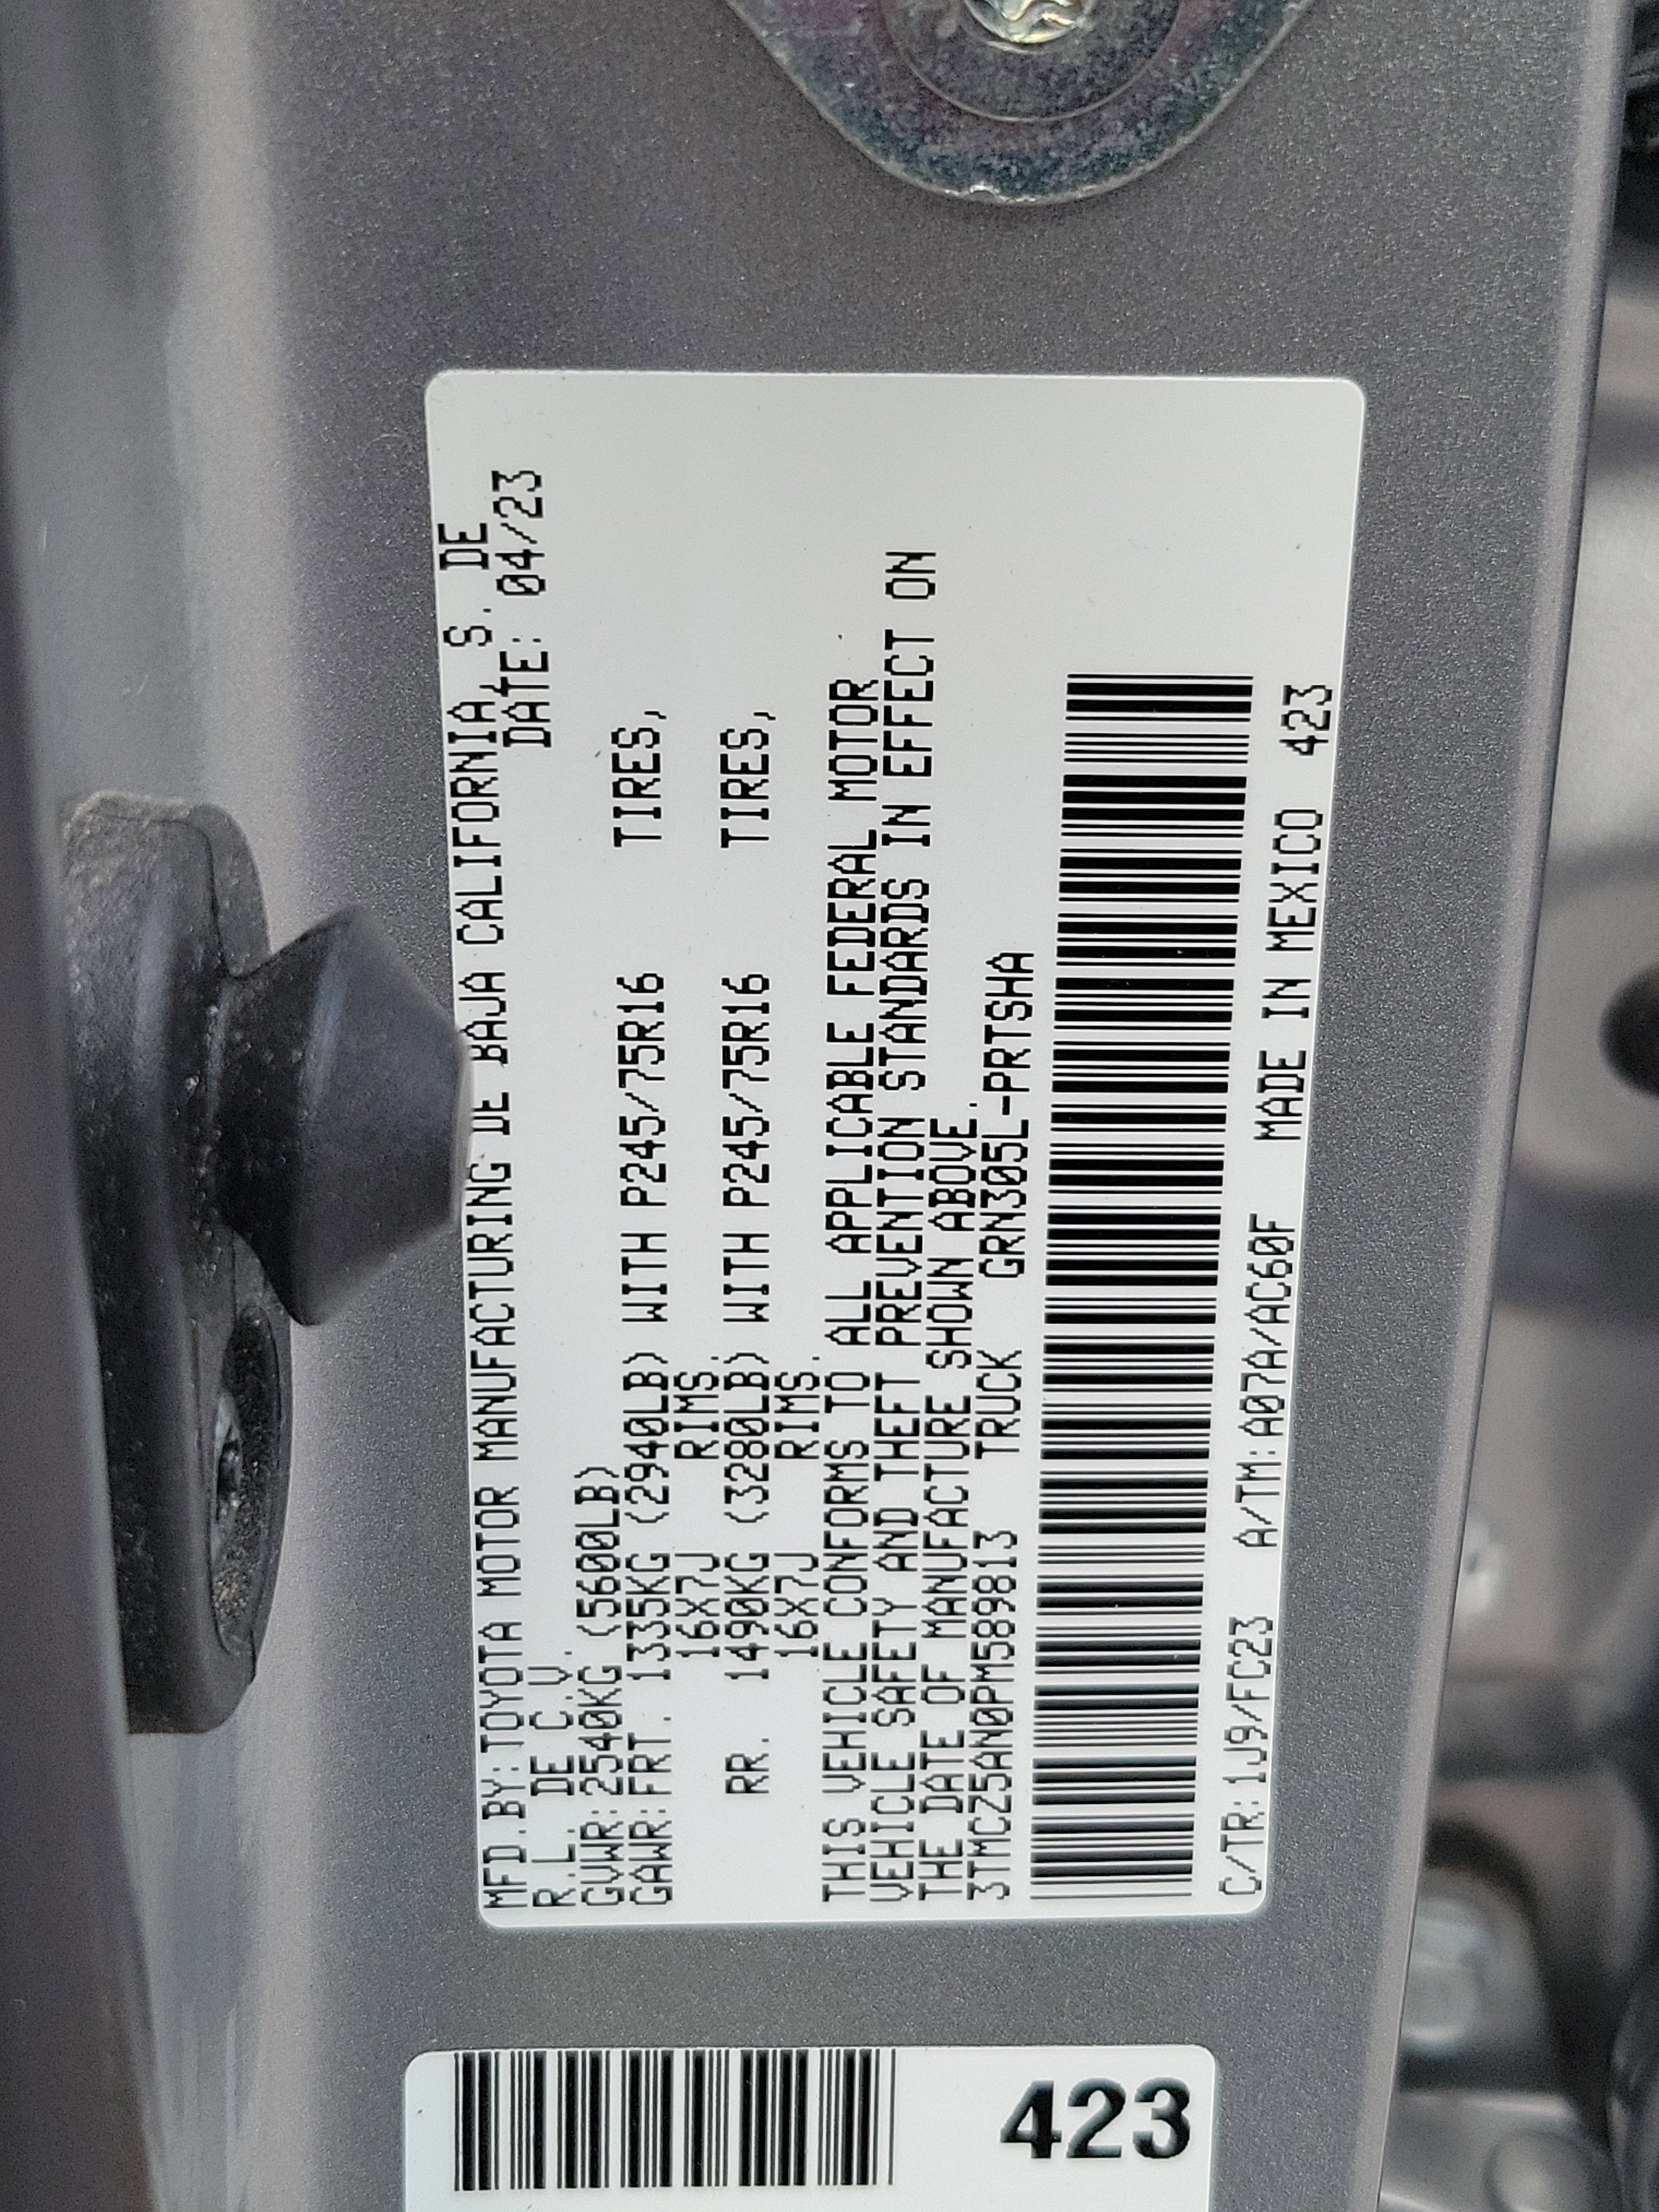 MFD.BY:TOYOTA MOTOR MANUFACTURING DE BAJA CALIFORNIA, S. DE
R.L. DE C.V. DATE: 04/23
GVWR:2540KG (5600LB)
GAWR:FRT. 1335KG (2940LB) WITH P245/75R16 TIRES,
16X7J RIMS.
RR. 1490KG (3280LB) WITH P245/75R16 TIRES,
16X7J RIMS.
THIS VEHICLE CONFORMS TO ALL APPLICABLE FEDERAL MOTOR
VEHICLE SAFETY AND THEFT PREVENTION STANDARDS IN EFFECT ON
THE DATE OF MANUFACTURE SHOWN ABOVE.
3TMCZ5AN0PM589813 TRUCK GRN305L-PRTSHA
C/TR:1J9/FC23 A/TM:A07A/AC60F MADE IN MEXICO 423
423